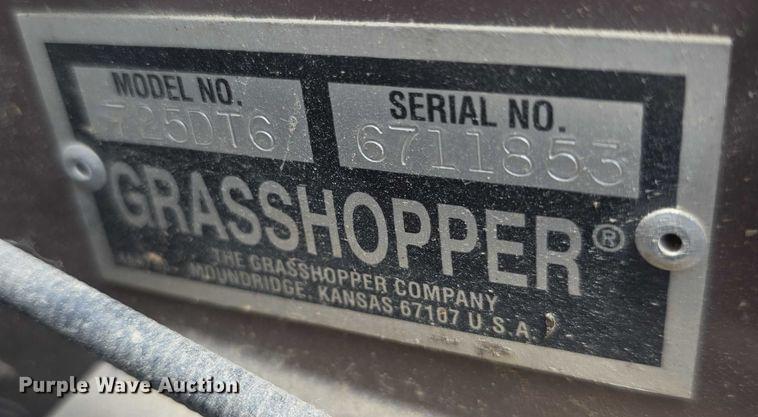 MODEL NO.
725DT6
SERIAL NO.
6711853
GRASSHOPPER®
THE GRASSHOPPER COMPANY
MOUNDRIDGE, KANSAS 67107 U.S.A.
Purple Wave Auction